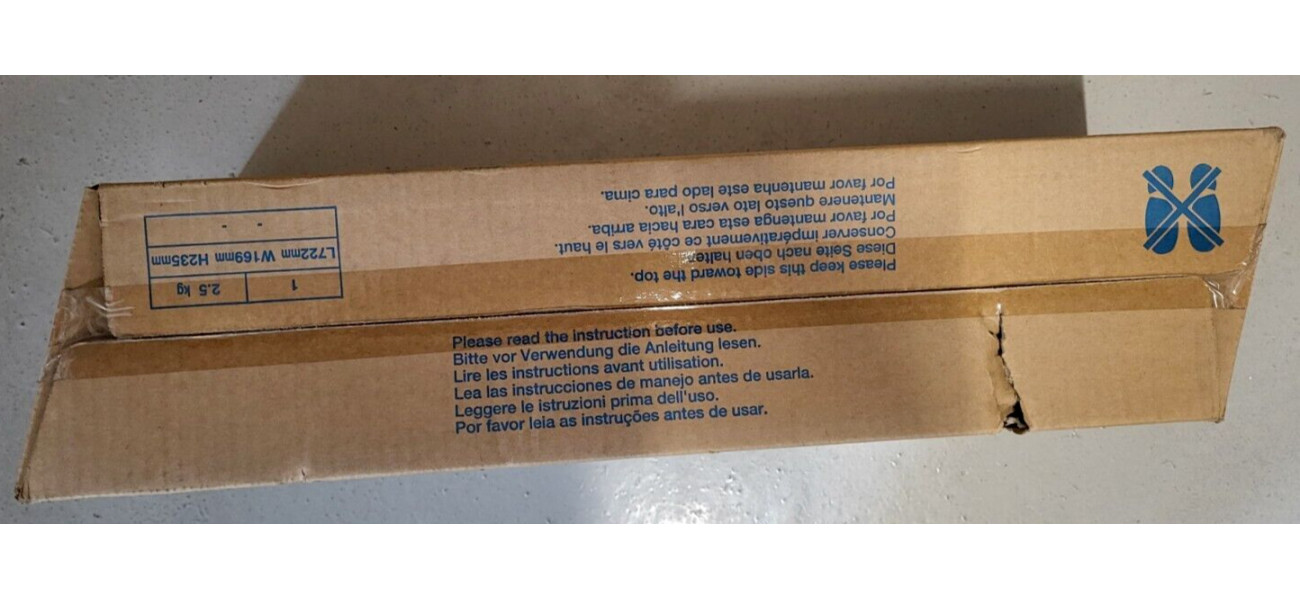 Por favor mantenha este lado para cima.
Mantenere questo lato verso l'alto.
Por favor mantenga esta cara hacia arriba.
Conserver impérativement ce côté vers le haut.
Diese Seite nach oben halten.
Please keep this side toward the top.
1 2.5 kg
L722mm W169mm H235mm
- -
Please read the instruction before use.
Bitte vor Verwendung die Anleitung lesen.
Lire les instructions avant utilisation.
Lea las instrucciones de manejo antes de usarla.
Leggere le istruzioni prima dell'uso.
Por favor leia as instruções antes de usar.